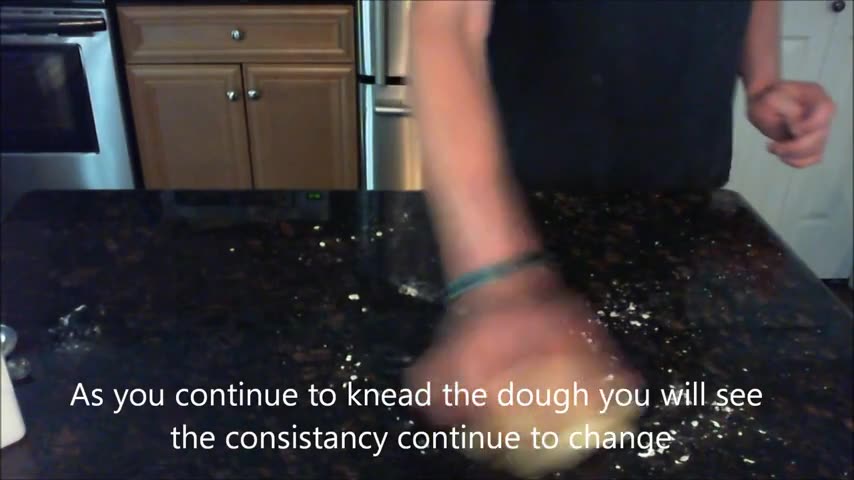 As you continue to knead the dough you will see
the consistancy continue to change